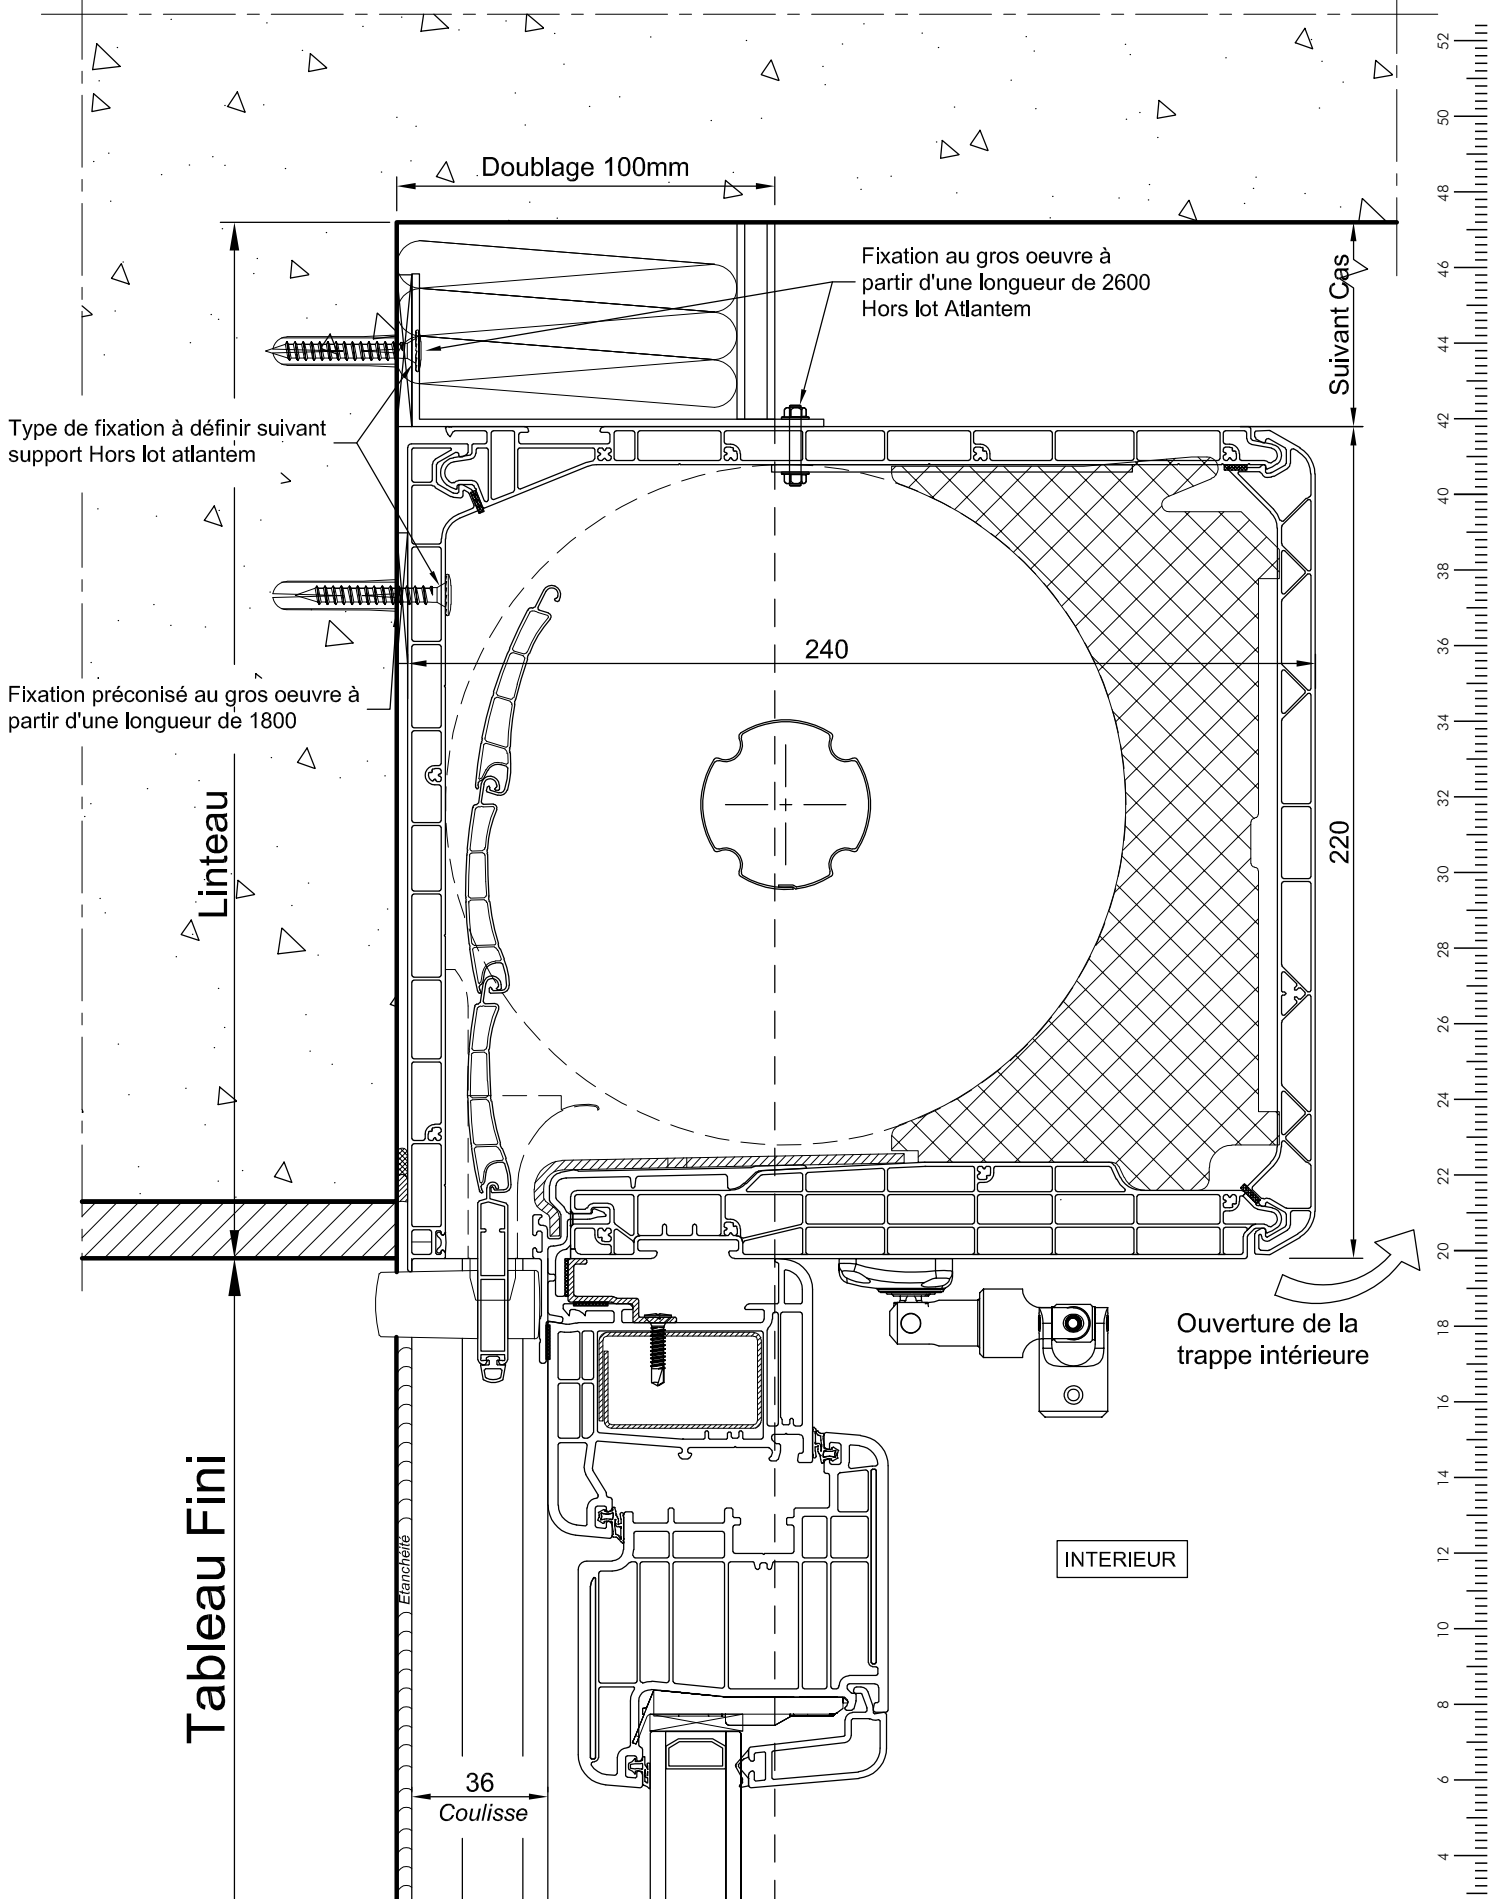 Doublage 100mm
Fixation au gros oeuvre à
partir d'une longueur de 2600
Hors lot Atlantem
Suivant Cas
Type de fixation à définir suivant
support Hors lot atlantem
Fixation préconisé au gros oeuvre à
partir d'une longueur de 1800
240
220
Linteau
Ouverture de la
trappe intérieure
Tableau Fini
Etanchéité
INTERIEUR
36
Coulisse
52
50
48
46
44
42
40
38
36
34
32
30
28
26
24
22
20
18
16
14
12
10
8
6
4